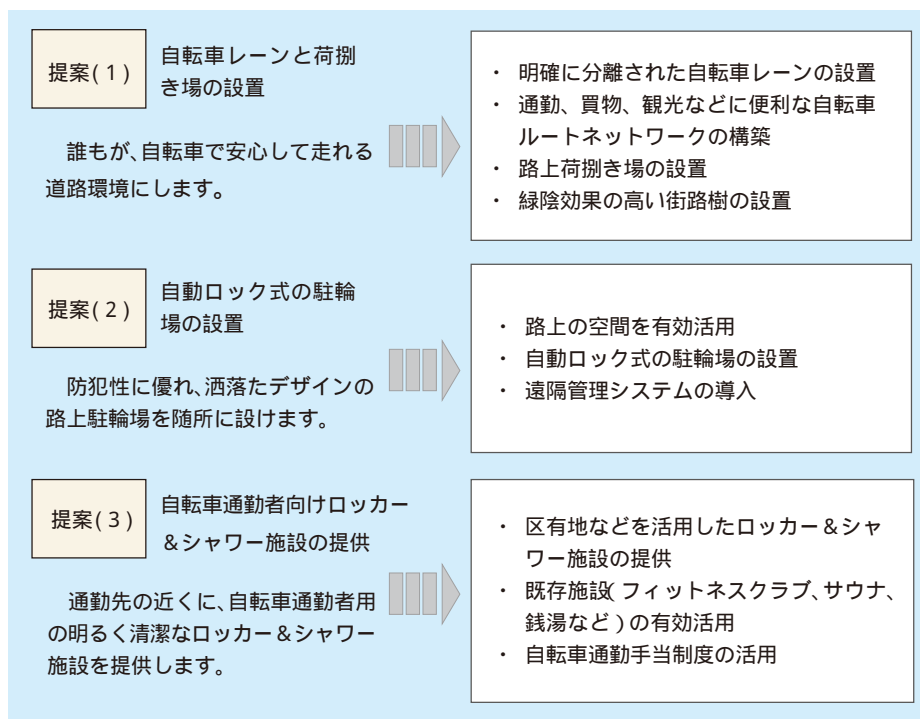 提案(1)
自転車レーンと荷捌
き場の設置
誰もが、自転車で安心して走れる
道路環境にします。
・ 明確に分離された自転車レーンの設置
・ 通勤、買物、観光などに便利な自転車
ルートネットワークの構築
・ 路上荷捌き場の設置
・ 緑陰効果の高い街路樹の設置
提案(2)
自動ロック式の駐輪
場の設置
防犯性に優れ、洒落たデザインの
路上駐輪場を随所に設けます。
・ 路上の空間を有効活用
・ 自動ロック式の駐輪場の設置
・ 遠隔管理システムの導入
提案(3)
自転車通勤者向けロッカー
&シャワー施設の提供
通勤先の近くに、自転車通勤者用
の明るく清潔なロッカー&シャワー
施設を提供します。
・ 区有地などを活用したロッカー&シャ
ワー施設の提供
・ 既存施設(フィットネスクラブ、サウナ、
銭湯など)の有効活用
・ 自転車通勤手当制度の活用